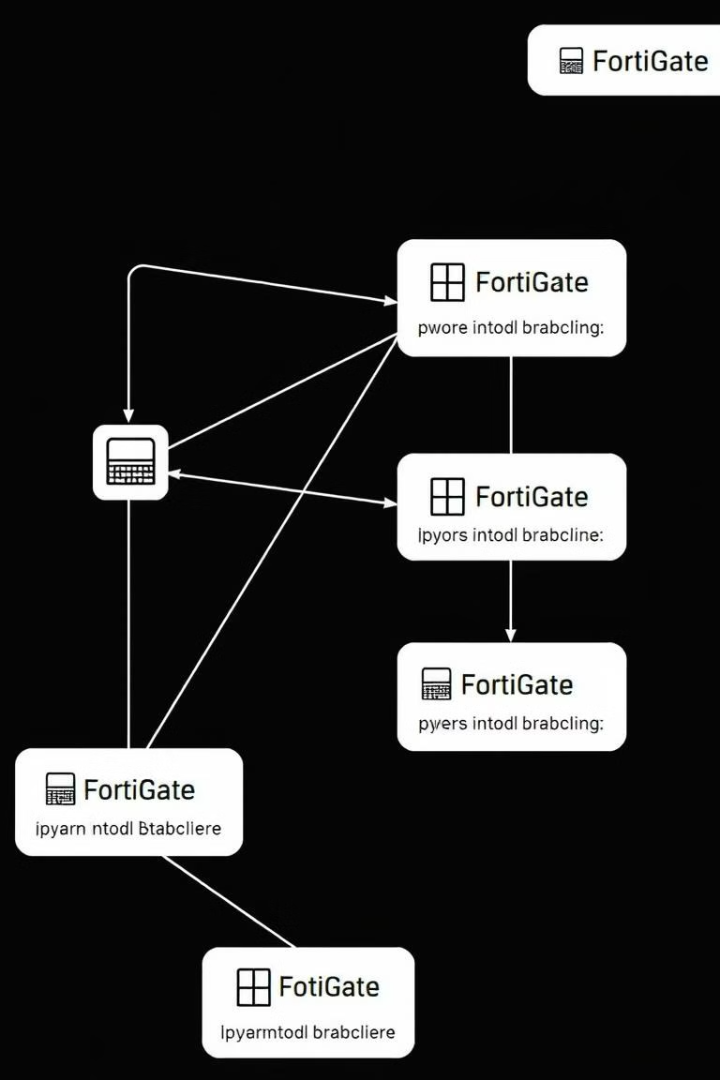 FortiGate
FortiGate
pwore intodl brabcling:
FortiGate
lpyors intodl brabcline:
FortiGate
pyers intodl brabcling:
FortiGate
ipyarn ntodl Btabcliere
FotiGate
lpyarmtodl brabcliere